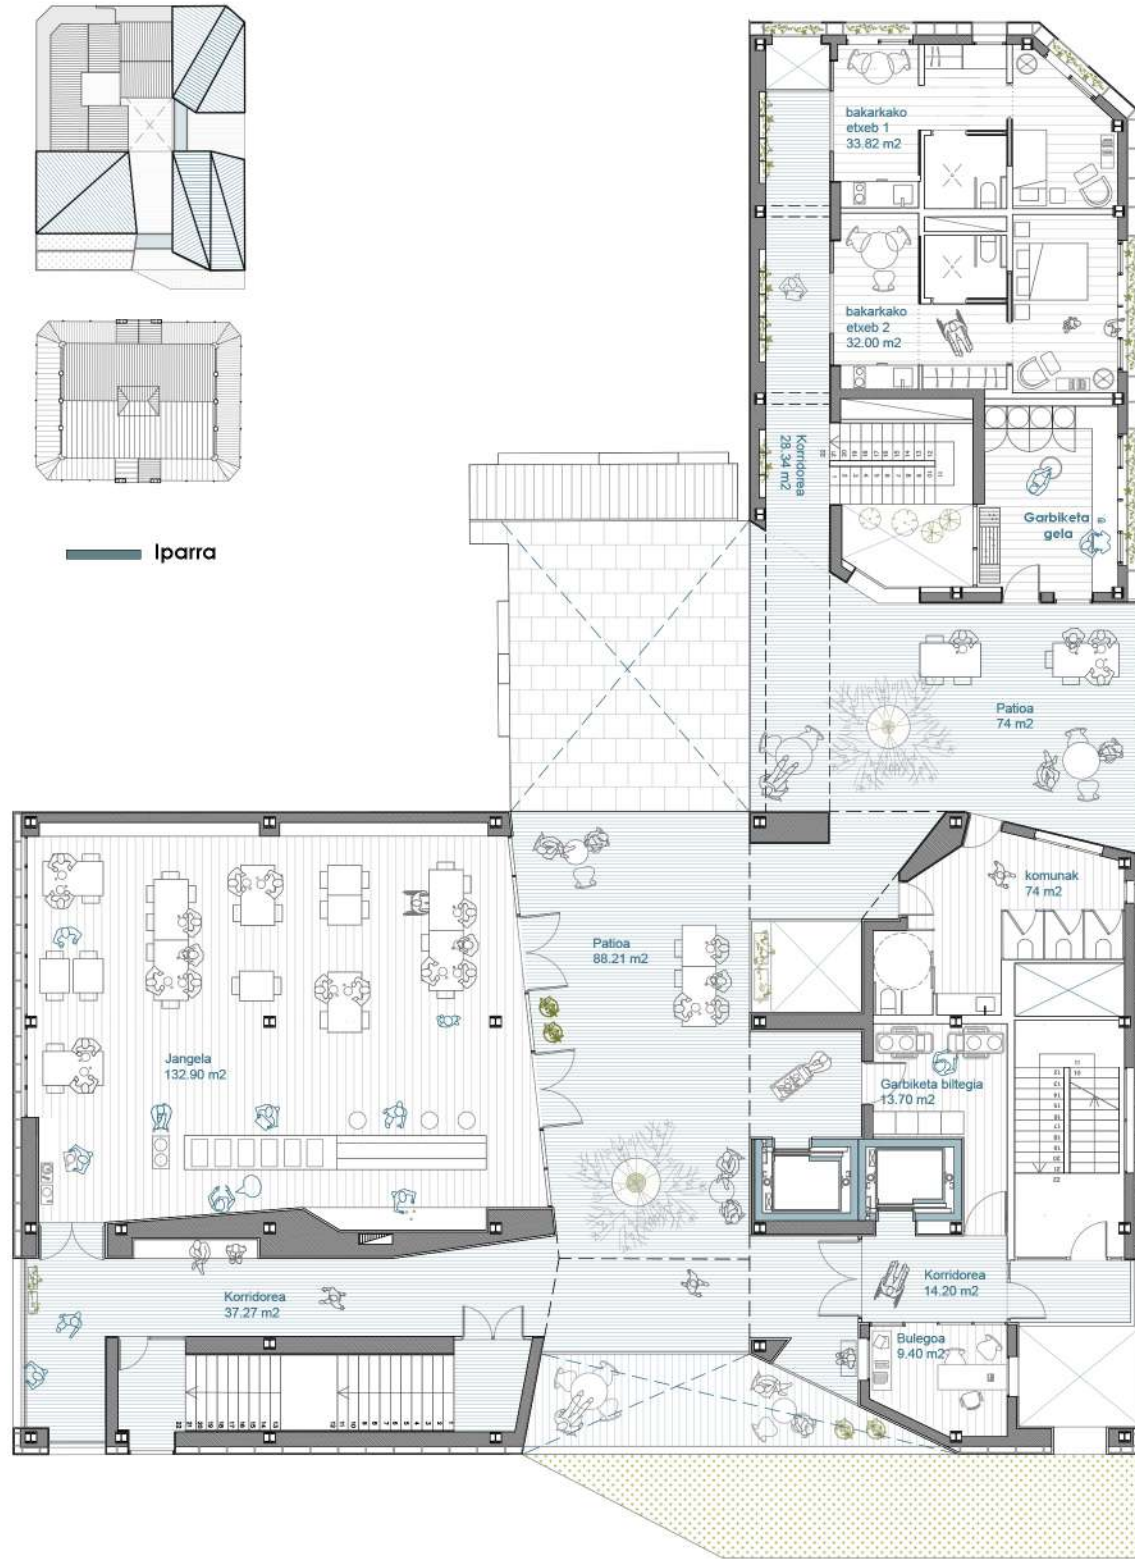 bakarkako
etxeb 1
33.82 m2
bakarkako
etxeb 2
32.00 m2
Korridorea
28.34 m2
Garbiketa
gela
Iparra
Patioa
74 m2
komunak
74 m2
Patioa
88.21 m2
Jangela
132.90 m2
Garbiketa biltegia
13.70 m2
Korridorea
14.20 m2
Korridorea
37.27 m2
Bulegoa
9.40 m2